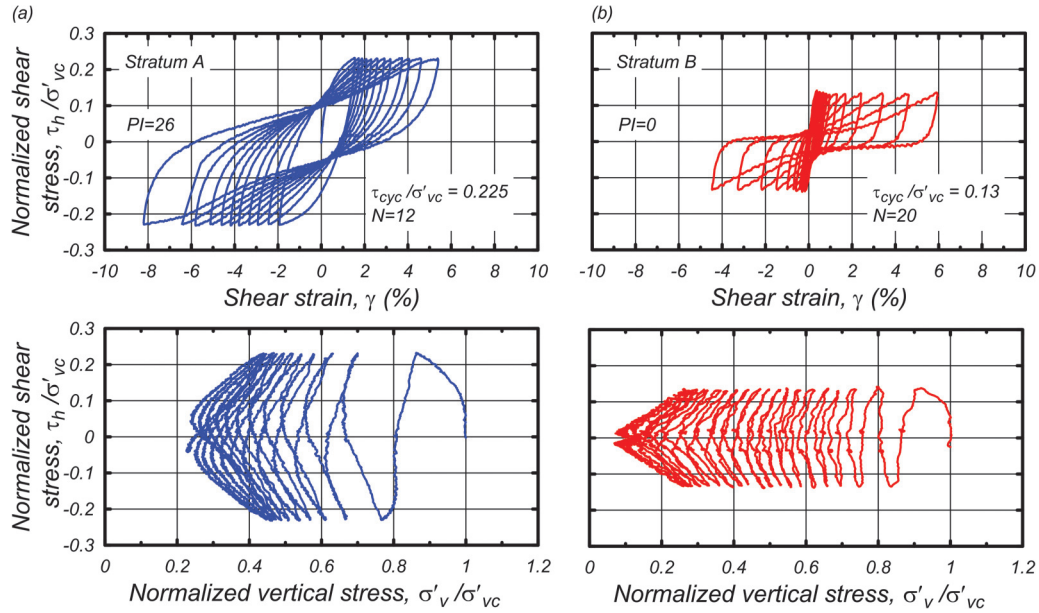 (a)
(b)
Normalized shear
stress, τh/σ'vc
0.3
0.2
0.1
0
-0.1
-0.2
-0.3
Stratum A
PI=26
τcyc/σ'vc = 0.225
N=12
-10 -8 -6 -4 -2 0 2 4 6 8 10
Shear strain, γ (%)
Stratum B
PI=0
τcyc/σ'vc = 0.13
N=20
-10 -8 -6 -4 -2 0 2 4 6 8 10
Shear strain, γ (%)
Normalized shear
stress, τh/σ'vc
0.3
0.2
0.1
0
-0.1
-0.2
-0.3
0 0.2 0.4 0.6 0.8 1 1.2
Normalized vertical stress, σ'v/σ'vc
0 0.2 0.4 0.6 0.8 1 1.2
Normalized vertical stress, σ'v/σ'vc